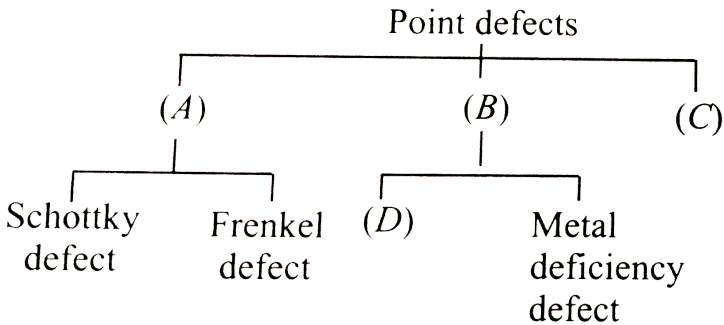 Point defects
(A)
(B)
(C)
Schottky
defect
Frenkel
defect
(D)
Metal
deficiency
defect